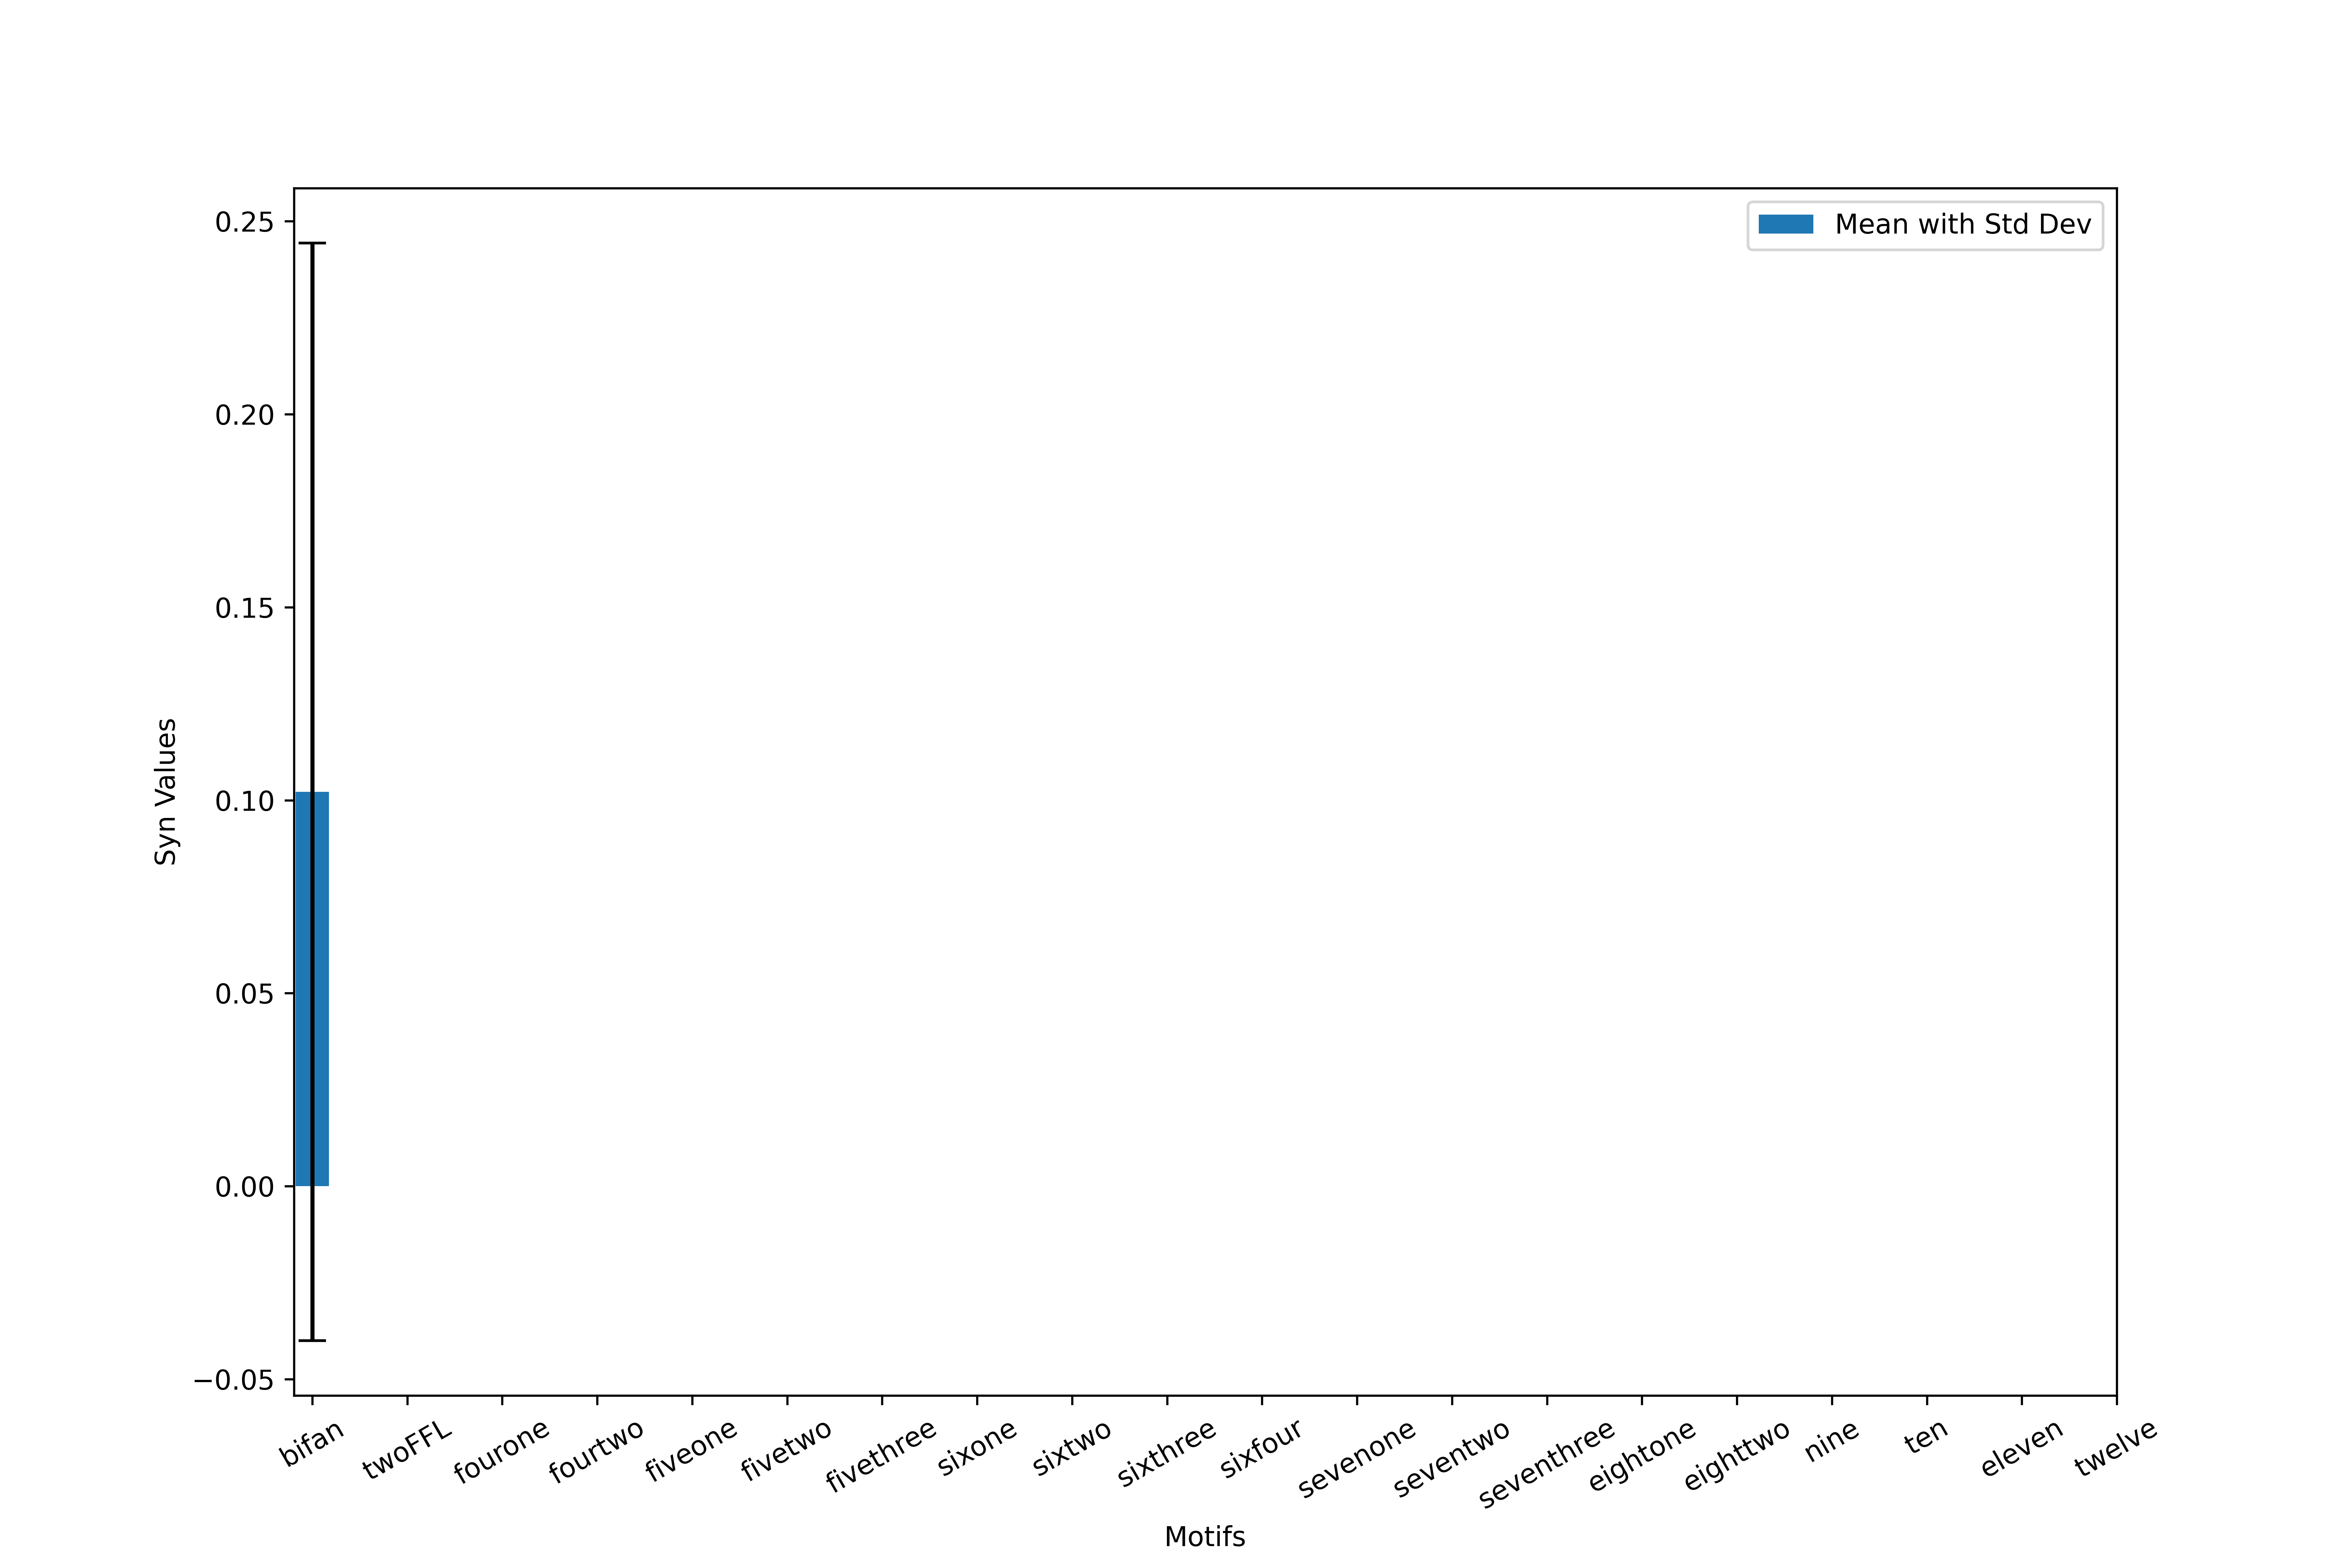 Mean with Std Dev
0.25
0.20
0.15
0.10
0.05
0.00
−0.05
Syn Values
bifan
twoFFL
fourone
fourtwo
fiveone
fivetwo
fivethree
sixone
sixtwo
sixthree
sixfour
sevenone
seventwo
seventhree
eightone
eighttwo
nine
ten
eleven
twelve
Motifs